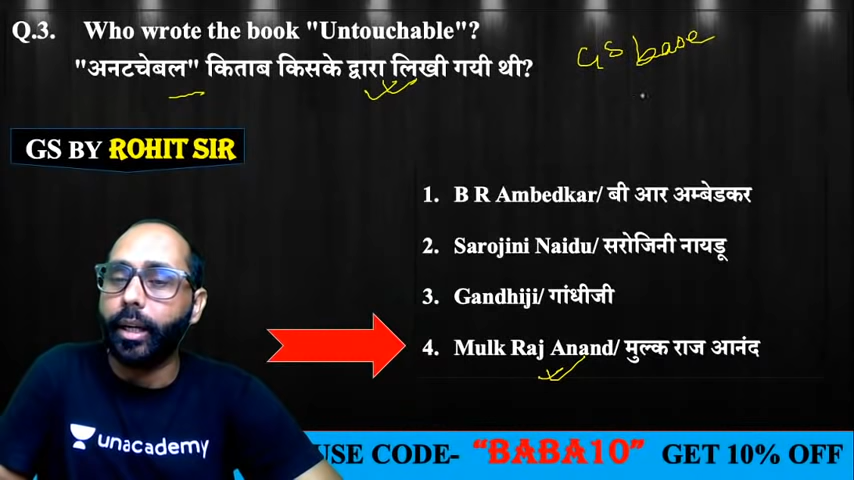 Q.3. Who wrote the book "Untouchable"?
"अनटचेबल" किताब किसके द्वारा लिखी गयी थी?
GS base
GS BY ROHIT SIR
1. B R Ambedkar/ बी आर अम्बेडकर
2. Sarojini Naidu/ सरोजिनी नायडू
3. Gandhiji/ गांधीजी
4. Mulk Raj Anand/ मुल्क राज आनंद
unacademy
USE CODE- "BABA10" GET 10% OFF